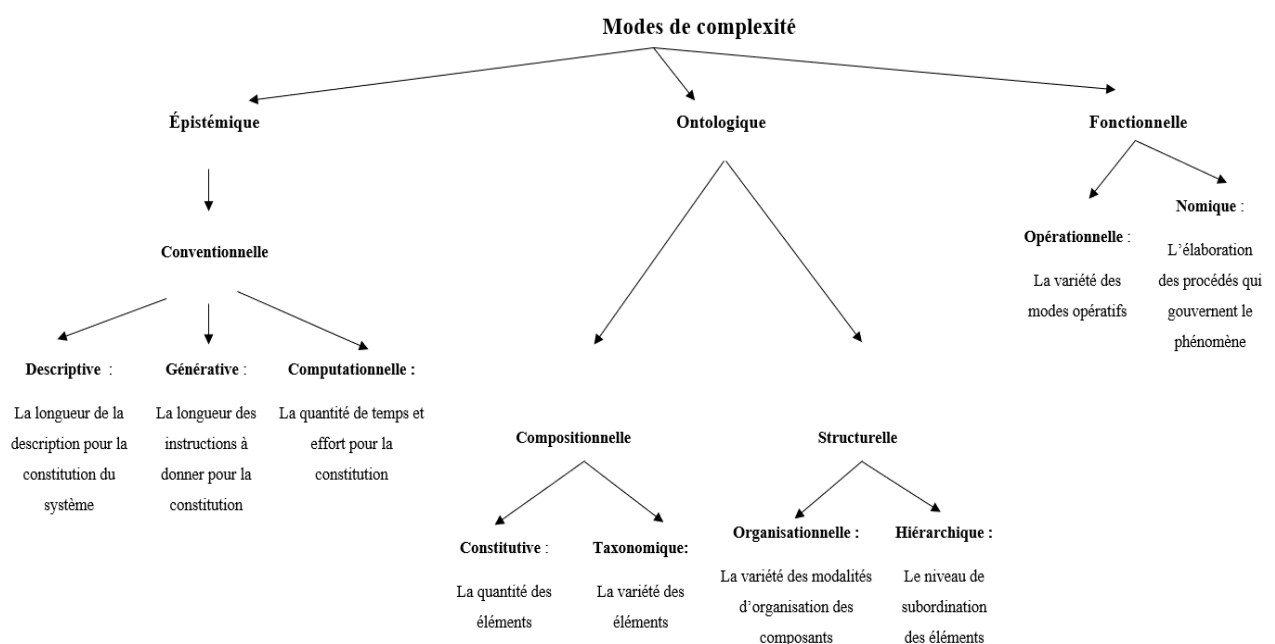 Modes de complexité
Épistémique
Ontologique
Fonctionnelle
Conventionnelle
Descriptive :
La longueur de la
description pour la
constitution du
système
Générative :
La longueur des
instructions à
donner pour la
constitution
Computationnelle :
La quantité de temps et
effort pour la
constitution
Compositionnelle
Constitutive :
La quantité des
éléments
Taxonomique:
La variété des
éléments
Structurelle
Organisationnelle :
La variété des modalités
d’organisation des
composants
Hiérarchique :
Le niveau de
subordination
des éléments
Opérationnelle :
La variété des
modes opératifs
Nomique :
L’élaboration
des procédés qui
gouvernent le
phénomène